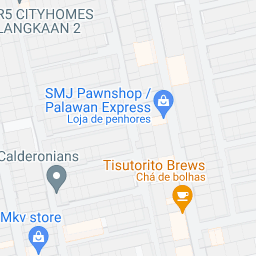 R5 CITYHOMES
LANGKAAN 2
SMJ Pawnshop /
Palawan Express
Loja de penhores
Calderonians
Tisutorito Brews
Chá de bolhas
Mkv store